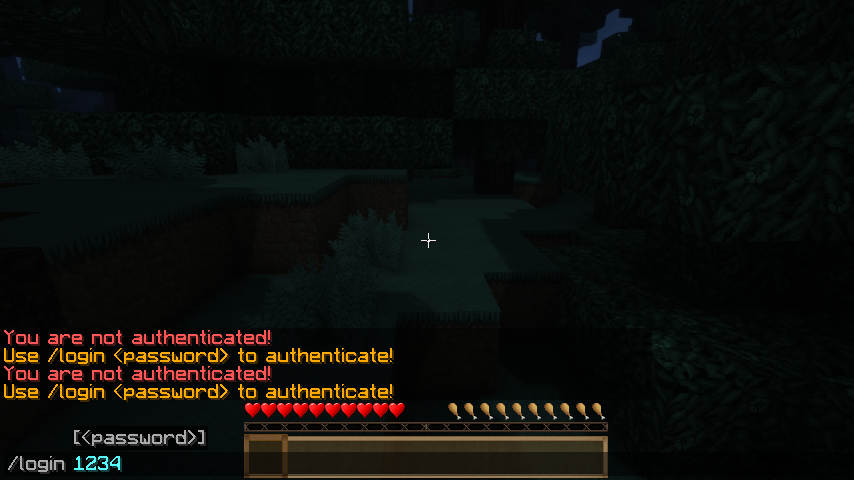 You are not authenticated!
Use /login <password> to authenticate!
You are not authenticated!
Use /login <password> to authenticate!
[<password>]
/login 1234